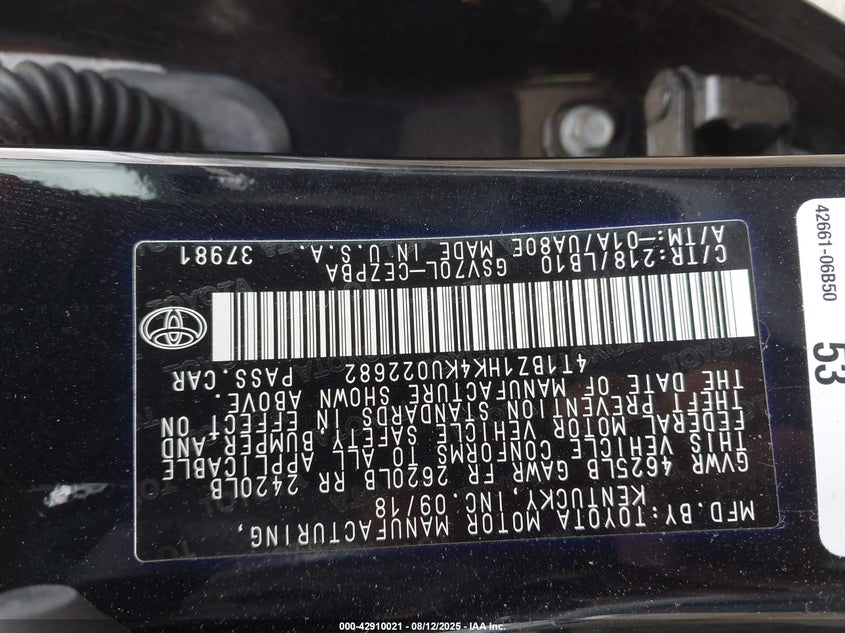 MFD.BY:TOYOTA MOTOR MANUFACTURING,
KENTUCKY,INC.09/18
GVWR 4625LB GAWR FR 2620LB RR 2420LB
THIS VEHICLE CONFORMS TO ALL APPLICABLE
FEDERAL MOTOR VEHICLE SAFETY,BUMPER,AND
THEFT PREVENTION STANDARDS IN EFFECT ON
THE DATE OF MANUFACTURE SHOWN ABOVE.
4T1BZ1HK4KU022682 PASS.CAR
C/TR:218/LB10 GSV70L-CEZPBA
A/TM:-01A/UA80E MADE IN U.S.A. 37981
42661-06B50
53
000-42910021 - 08/12/2025 - IAA Inc.